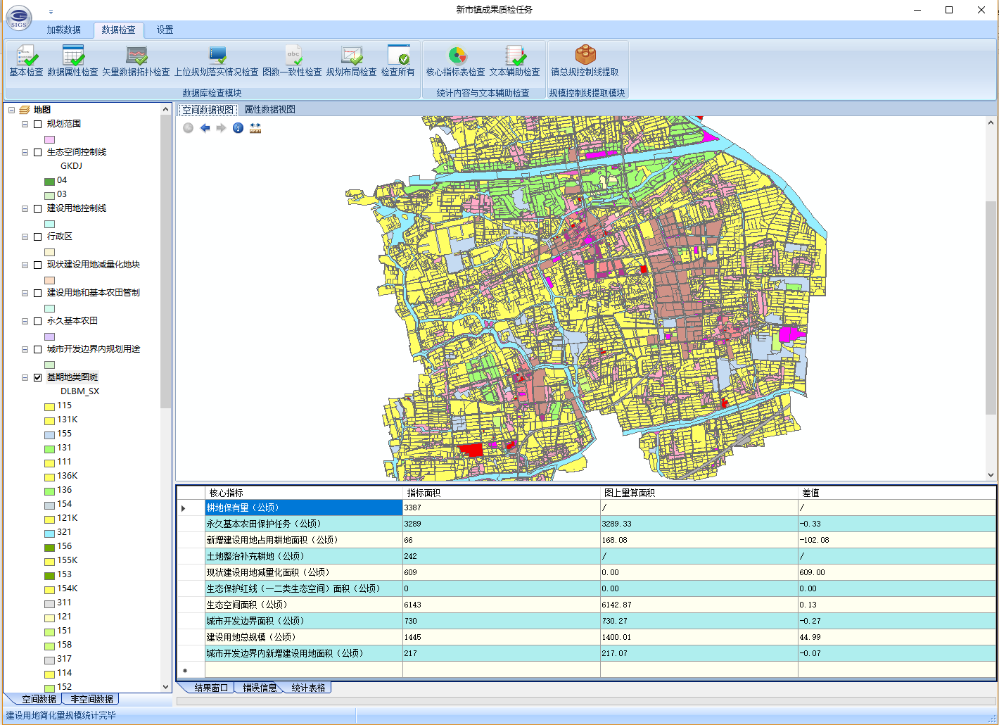 新市镇成果质检任务
SIGS
加载数据 数据检查 设置
基本检查 数据属性检查 矢量数据拓扑检查 上位规划落实情况检查 图数一致性检查 规划布局检查 检查所有 核心指标表检查 文本辅助检查 镇总规控制线提取
数据库检查模块 统计内容与文本辅助检查 规模控制线提取模块
地图
规划范围
生态空间控制线
GKDJ
04
03
建设用地控制线
行政区
现状建设用地减量化地块
建设用地和基本农田管制
永久基本农田
城市开发边界内规划用途
基期地类图斑
DLBM_SX
115
131K
155
131
111
136K
136
154
121K
321
156
155K
153
154K
311
121
151
158
317
114
152
空间数据 非空间数据
空间数据视图 属性数据视图
核心指标 指标面积 图上量算面积 差值
耕地保有量（公顷） 3387 / /
永久基本农田保护任务（公顷） 3289 3289.33 -0.33
新增建设用地占用耕地面积（公顷） 66 168.08 -102.08
土地整治补充耕地（公顷） 242 / /
现状建设用地减量化面积（公顷） 609 0.00 609.00
生态保护红线（一二类生态空间）面积（公顷） 0 0.00 0.00
生态空间面积（公顷） 6143 6142.87 0.13
城市开发边界面积（公顷） 730 730.27 -0.27
建设用地总规模（公顷） 1445 1400.01 44.99
城市开发边界内新增建设用地面积（公顷） 217 217.07 -0.07
结果窗口 错误信息 统计表格
建设用地简化量规模统计完毕